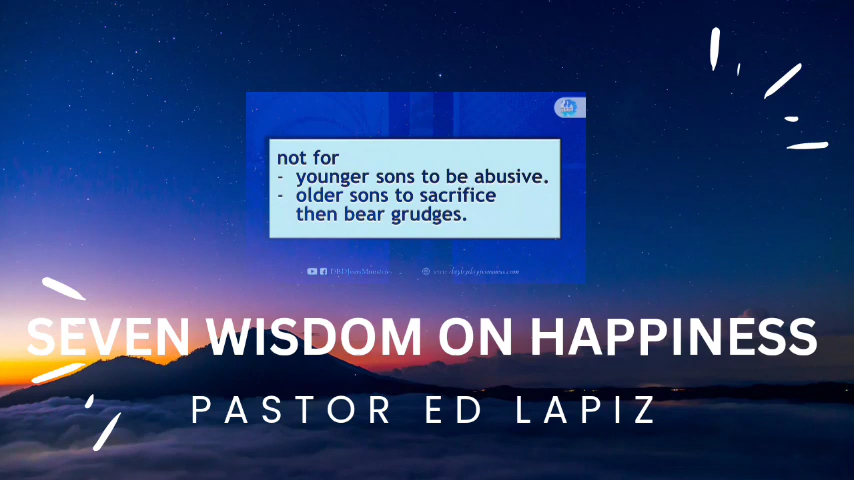 not for
- younger sons to be abusive.
- older sons to sacrifice
then bear grudges.
SEVEN WISDOM ON HAPPINESS
PASTOR ED LAPIZ